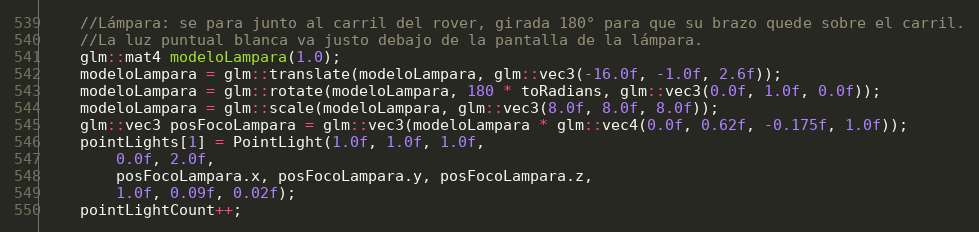 539 //Lámpara: se para junto al carril del rover, girada 180° para que su brazo quede sobre el carril.
540 //La luz puntual blanca va justo debajo de la pantalla de la lámpara.
541 glm::mat4 modeloLampara(1.0);
542 modeloLampara = glm::translate(modeloLampara, glm::vec3(-16.0f, -1.0f, 2.6f));
543 modeloLampara = glm::rotate(modeloLampara, 180 * toRadians, glm::vec3(0.0f, 1.0f, 0.0f));
544 modeloLampara = glm::scale(modeloLampara, glm::vec3(8.0f, 8.0f, 8.0f));
545 glm::vec3 posFocoLampara = glm::vec3(modeloLampara * glm::vec4(0.0f, 0.62f, -0.175f, 1.0f));
546 pointLights[1] = PointLight(1.0f, 1.0f, 1.0f,
547 0.0f, 2.0f,
548 posFocoLampara.x, posFocoLampara.y, posFocoLampara.z,
549 1.0f, 0.09f, 0.02f);
550 pointLightCount++;